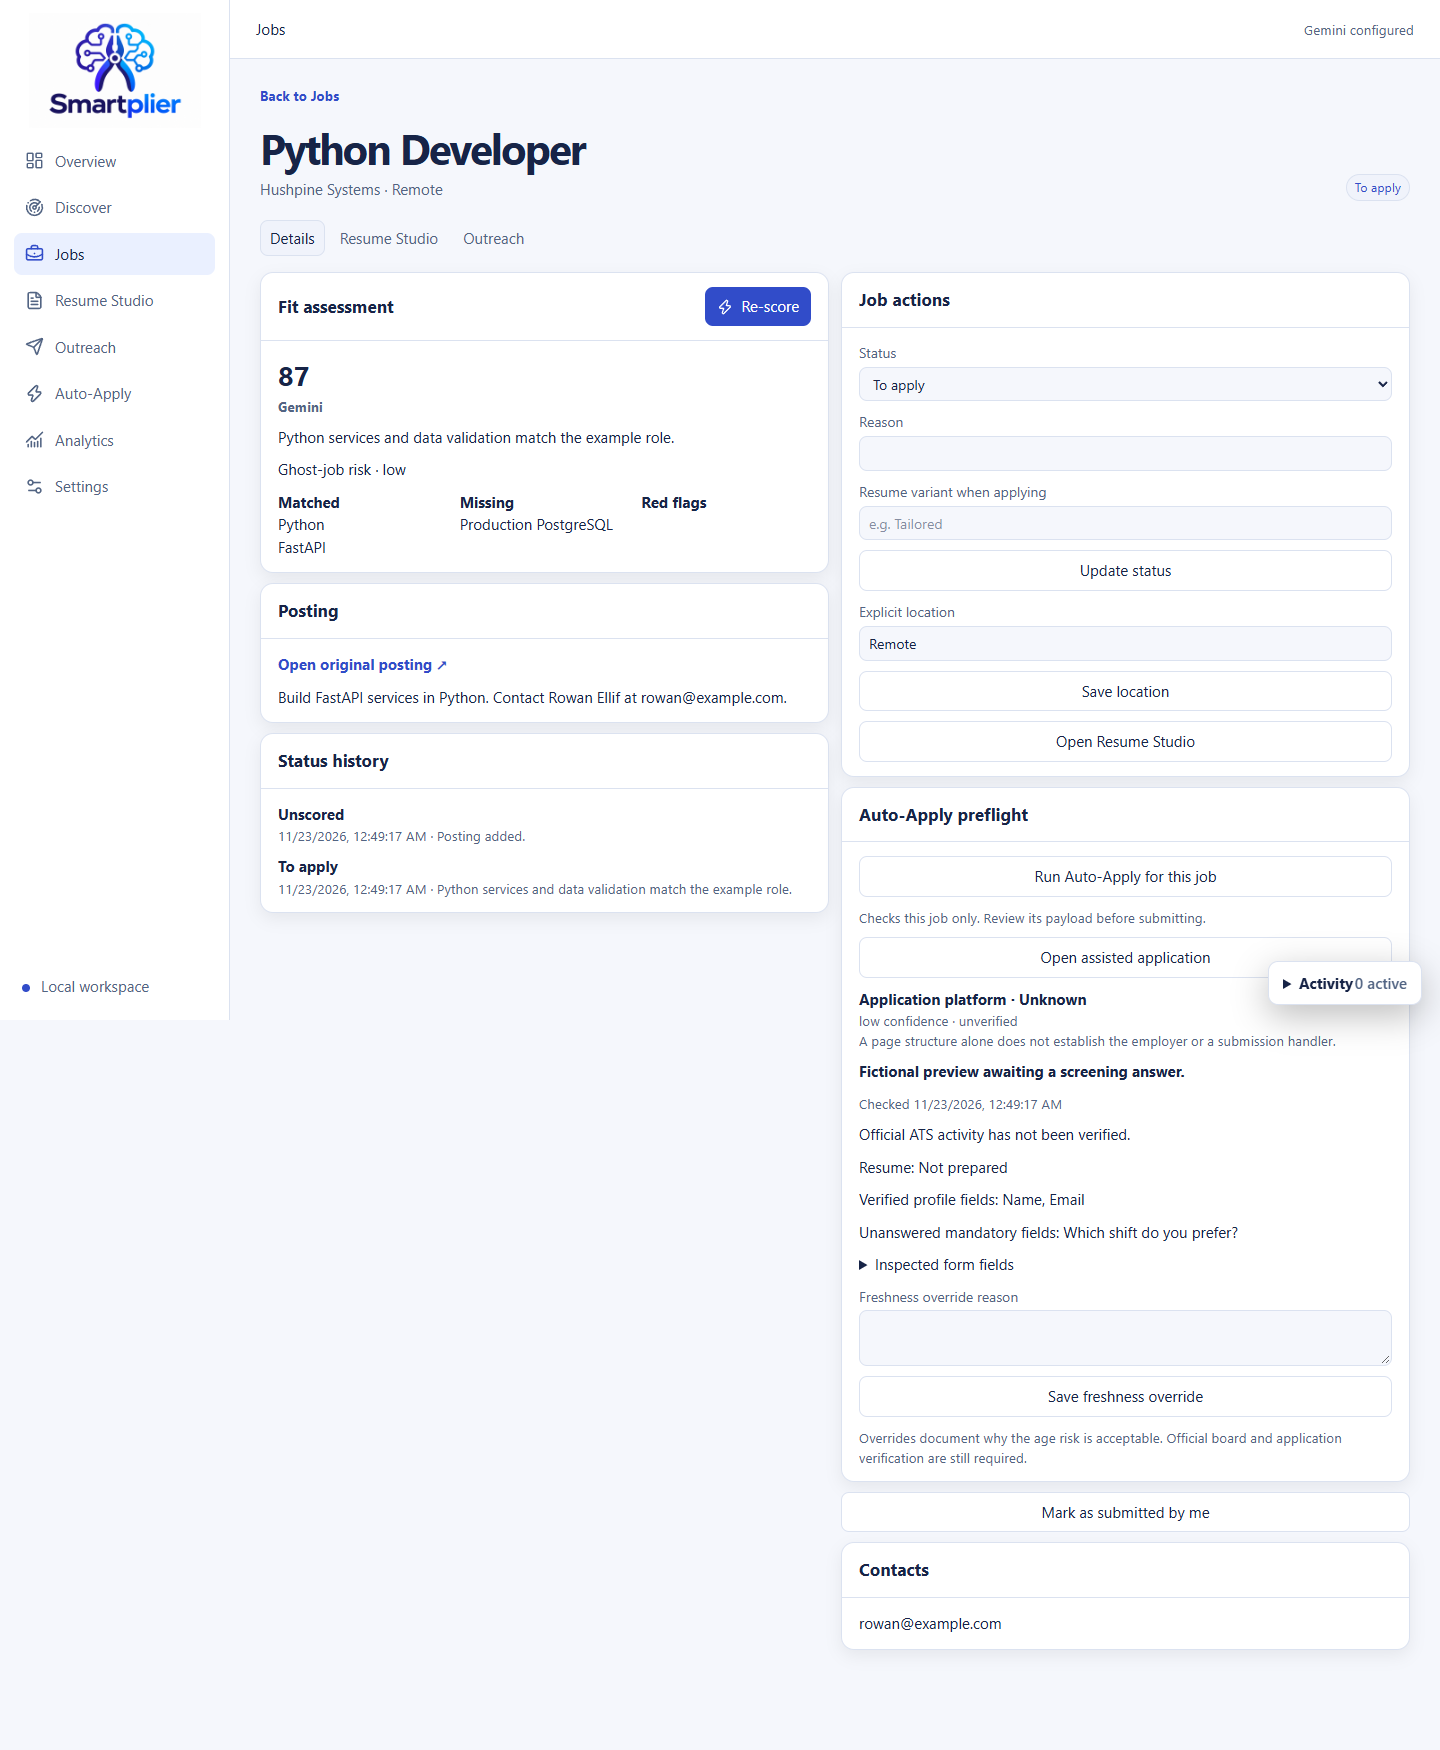 Smartplier
Overview
Discover
Jobs
Resume Studio
Outreach
Auto-Apply
Analytics
Settings
Local workspace
Jobs
Gemini configured
Back to Jobs
Python Developer
Hushpine Systems · Remote
To apply
Details
Resume Studio
Outreach
Fit assessment
Re-score
87
Gemini
Python services and data validation match the example role.
Ghost-job risk · low
Matched
Python
FastAPI
Missing
Production PostgreSQL
Red flags
Posting
Open original posting ↗
Build FastAPI services in Python. Contact Rowan Ellif at rowan@example.com.
Status history
Unscored
11/23/2026, 12:49:17 AM · Posting added.
To apply
11/23/2026, 12:49:17 AM · Python services and data validation match the example role.
Job actions
Status
To apply
Reason
Resume variant when applying
e.g. Tailored
Update status
Explicit location
Remote
Save location
Open Resume Studio
Auto-Apply preflight
Run Auto-Apply for this job
Checks this job only. Review its payload before submitting.
Open assisted application
Activity 0 active
Application platform · Unknown
low confidence · unverified
A page structure alone does not establish the employer or a submission handler.
Fictional preview awaiting a screening answer.
Checked 11/23/2026, 12:49:17 AM
Official ATS activity has not been verified.
Resume: Not prepared
Verified profile fields: Name, Email
Unanswered mandatory fields: Which shift do you prefer?
Inspected form fields
Freshness override reason
Save freshness override
Overrides document why the age risk is acceptable. Official board and application
verification are still required.
Mark as submitted by me
Contacts
rowan@example.com